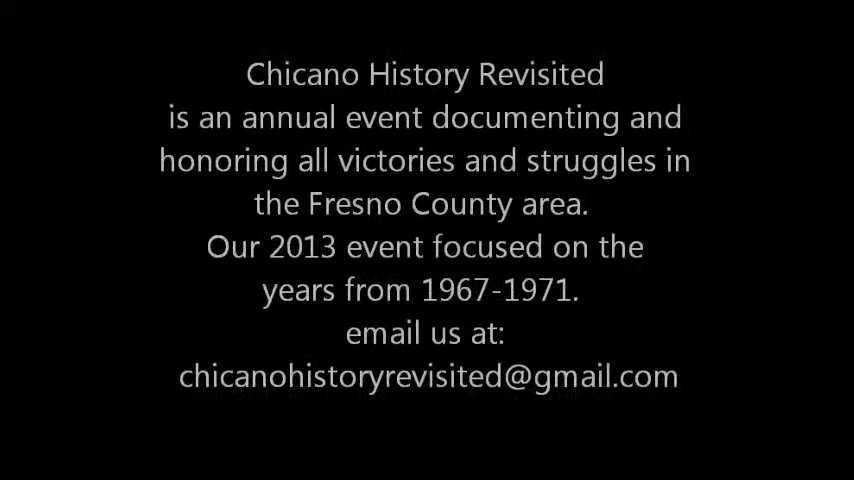 Chicano History Revisited
is an annual event documenting and
honoring all victories and struggles in
the Fresno County area.
Our 2013 event focused on the
years from 1967-1971.
email us at:
chicanohistoryrevisited@gmail.com